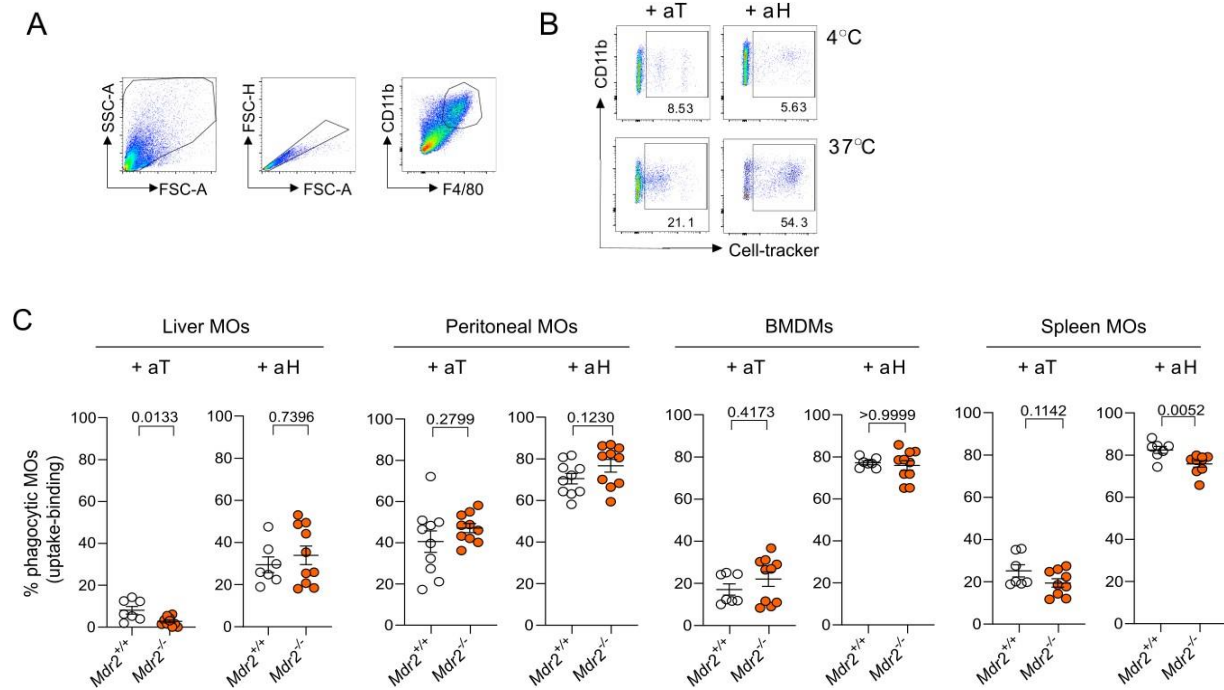 A
SSC-A
FSC-A
FSC-H
FSC-A
CD11b
F4/80
B
+ aT
+ aH
CD11b
4°C
8.53
5.63
37°C
21.1
54.3
Cell-tracker
C
Liver MOs
Peritoneal MOs
BMDMs
Spleen MOs
+ aT
+ aH
+ aT
+ aH
+ aT
+ aH
+ aT
+ aH
% phagocytic MOs
(uptake-binding)
0.0133
100
80
60
40
20
0
Mdr2+/+
Mdr2-/-
0.7396
100
80
60
40
20
0
Mdr2+/+
Mdr2-/-
0.2799
100
80
60
40
20
0
Mdr2+/+
Mdr2-/-
0.1230
100
80
60
40
20
0
Mdr2+/+
Mdr2-/-
0.4173
100
80
60
40
20
0
Mdr2+/+
Mdr2-/-
>0.9999
100
80
60
40
20
0
Mdr2+/+
Mdr2-/-
0.1142
100
80
60
40
20
0
Mdr2+/+
Mdr2-/-
0.0052
100
80
60
40
20
0
Mdr2+/+
Mdr2-/-